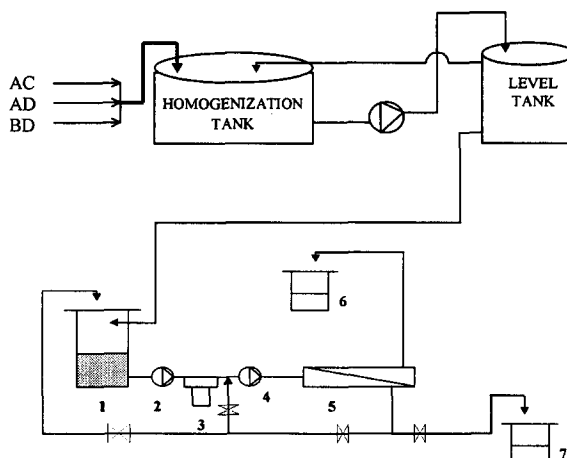 AC
AD
BD
HOMOGENIZATION
TANK
LEVEL
TANK
6
1
2
3
4
5
7